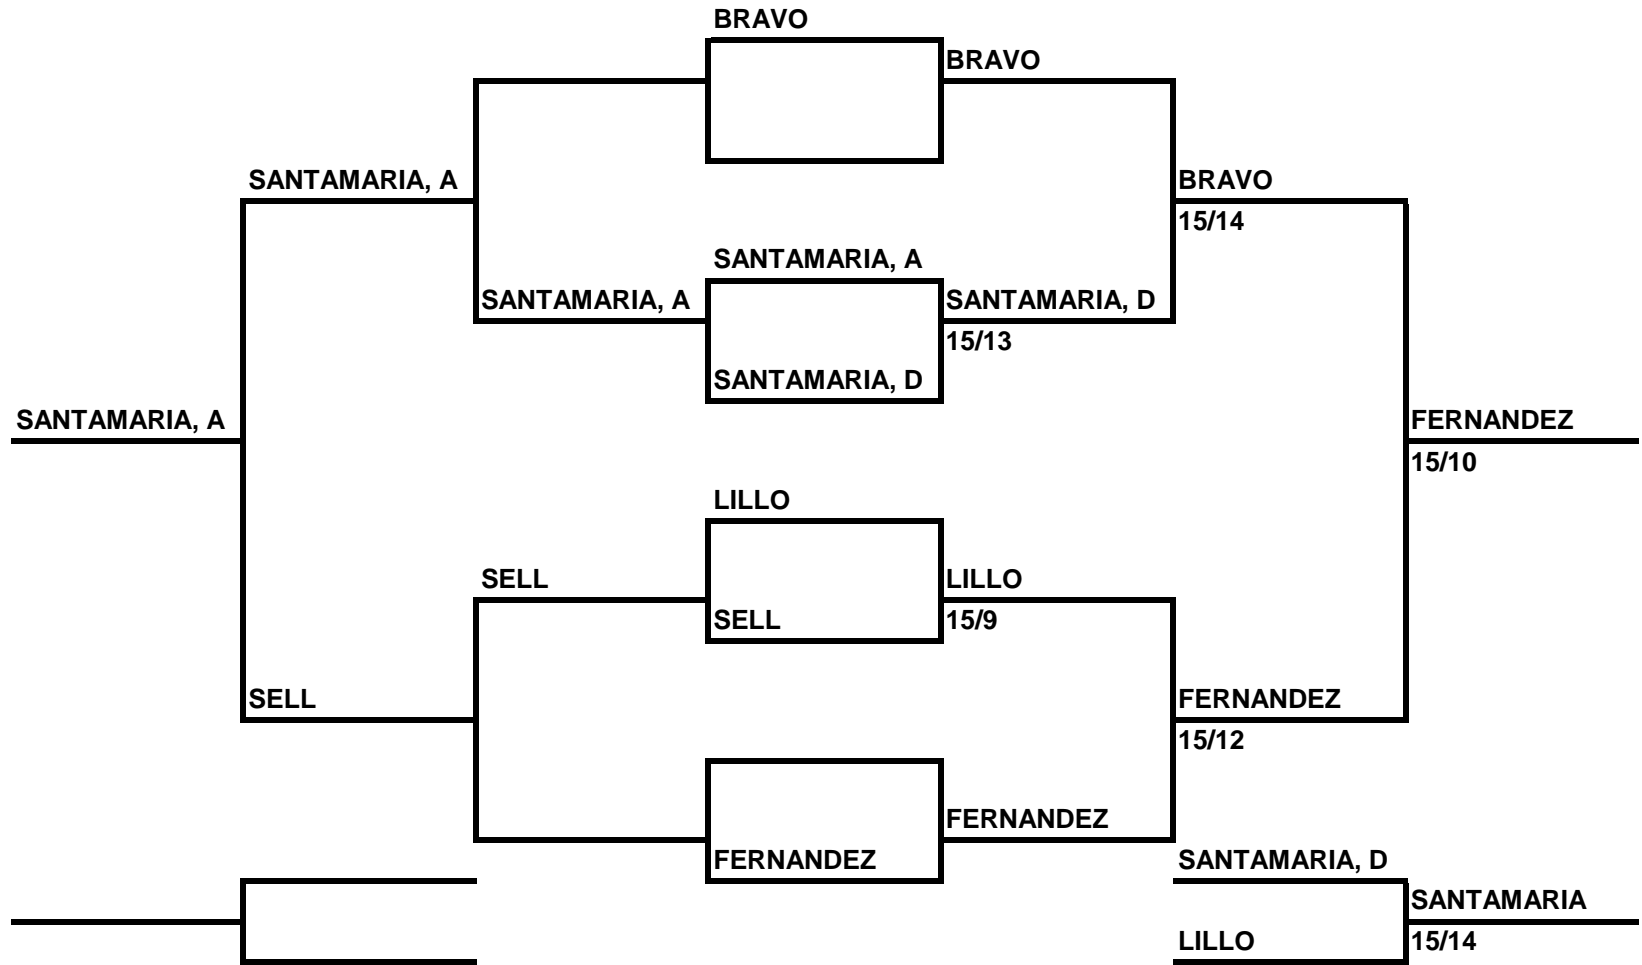 BRAVO
BRAVO
SANTAMARIA, A
BRAVO
15/14
SANTAMARIA, A
SANTAMARIA, A
SANTAMARIA, D
15/13
SANTAMARIA, D
SANTAMARIA, A
FERNANDEZ
15/10
LILLO
SELL
LILLO
SELL
15/9
SELL
FERNANDEZ
15/12
FERNANDEZ
FERNANDEZ
SANTAMARIA, D
SANTAMARIA
LILLO
15/14